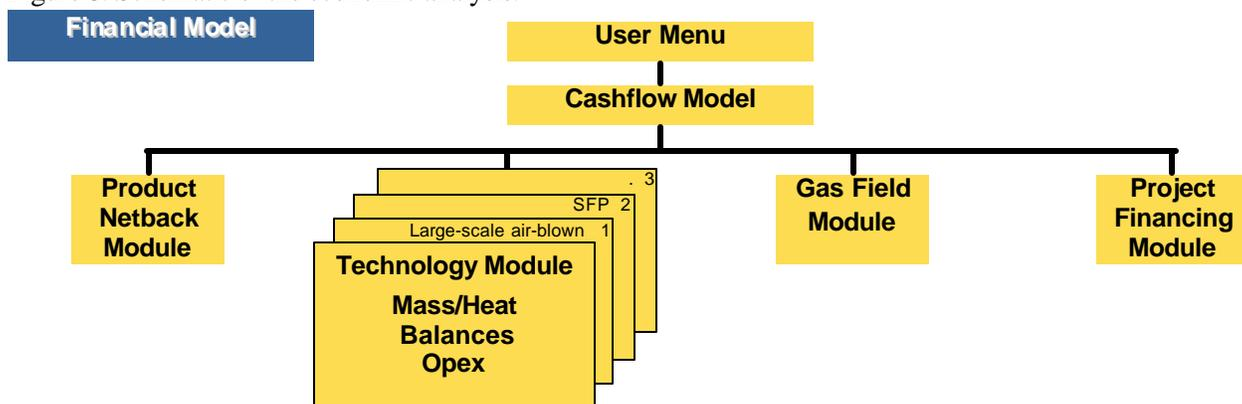 Financial Model
User Menu
Cashflow Model
Product
Netback
Module
. 3
SFP 2
Large-scale air-blown 1
Technology Module
Mass/Heat
Balances
Opex
Gas Field
Module
Project
Financing
Module